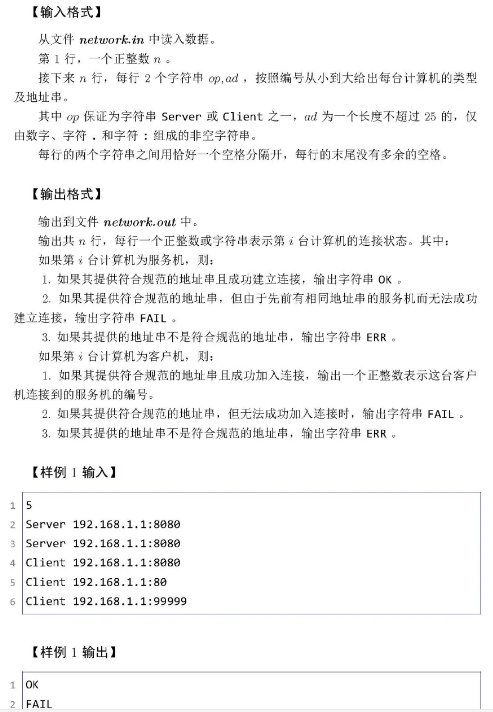 【输入格式】
从文件 network.in 中读入数据。
第 1 行，一个正整数 n 。
接下来 n 行，每行 2 个字符串 op,ad ，按照编号从小到大给出每台计算机的类型
及地址串。
其中 op 保证为字符串 Server 或 Client 之一，ad 为一个长度不超过 25 的，仅
由数字、字符 . 和字符 : 组成的非空字符串。
每行的两个字符串之间用恰好一个空格分隔开，每行的末尾没有多余的空格。
【输出格式】
输出到文件 network.out 中。
输出共 n 行，每行一个正整数或字符串表示第 i 台计算机的连接状态。其中：
如果第 i 台计算机为服务机，则：
1. 如果其提供符合规范的地址串且成功建立连接，输出字符串 OK 。
2. 如果其提供符合规范的地址串，但由于先前有相同地址串的服务机而无法成功
建立连接，输出字符串 FAIL 。
3. 如果其提供的地址串不是符合规范的地址串，输出字符串 ERR 。
如果第 i 台计算机为客户机，则：
1. 如果其提供符合规范的地址串且成功加入连接，输出一个正整数表示这台客户
机连接到的服务机的编号。
2. 如果其提供符合规范的地址串，但无法成功加入连接时，输出字符串 FAIL 。
3. 如果其提供的地址串不是符合规范的地址串，输出字符串 ERR 。
【样例 1 输入】
1 5
2 Server 192.168.1.1:8080
3 Server 192.168.1.1:8080
4 Client 192.168.1.1:8080
5 Client 192.168.1.1:80
6 Client 192.168.1.1:99999
【样例 1 输出】
1 OK
2 FAIL